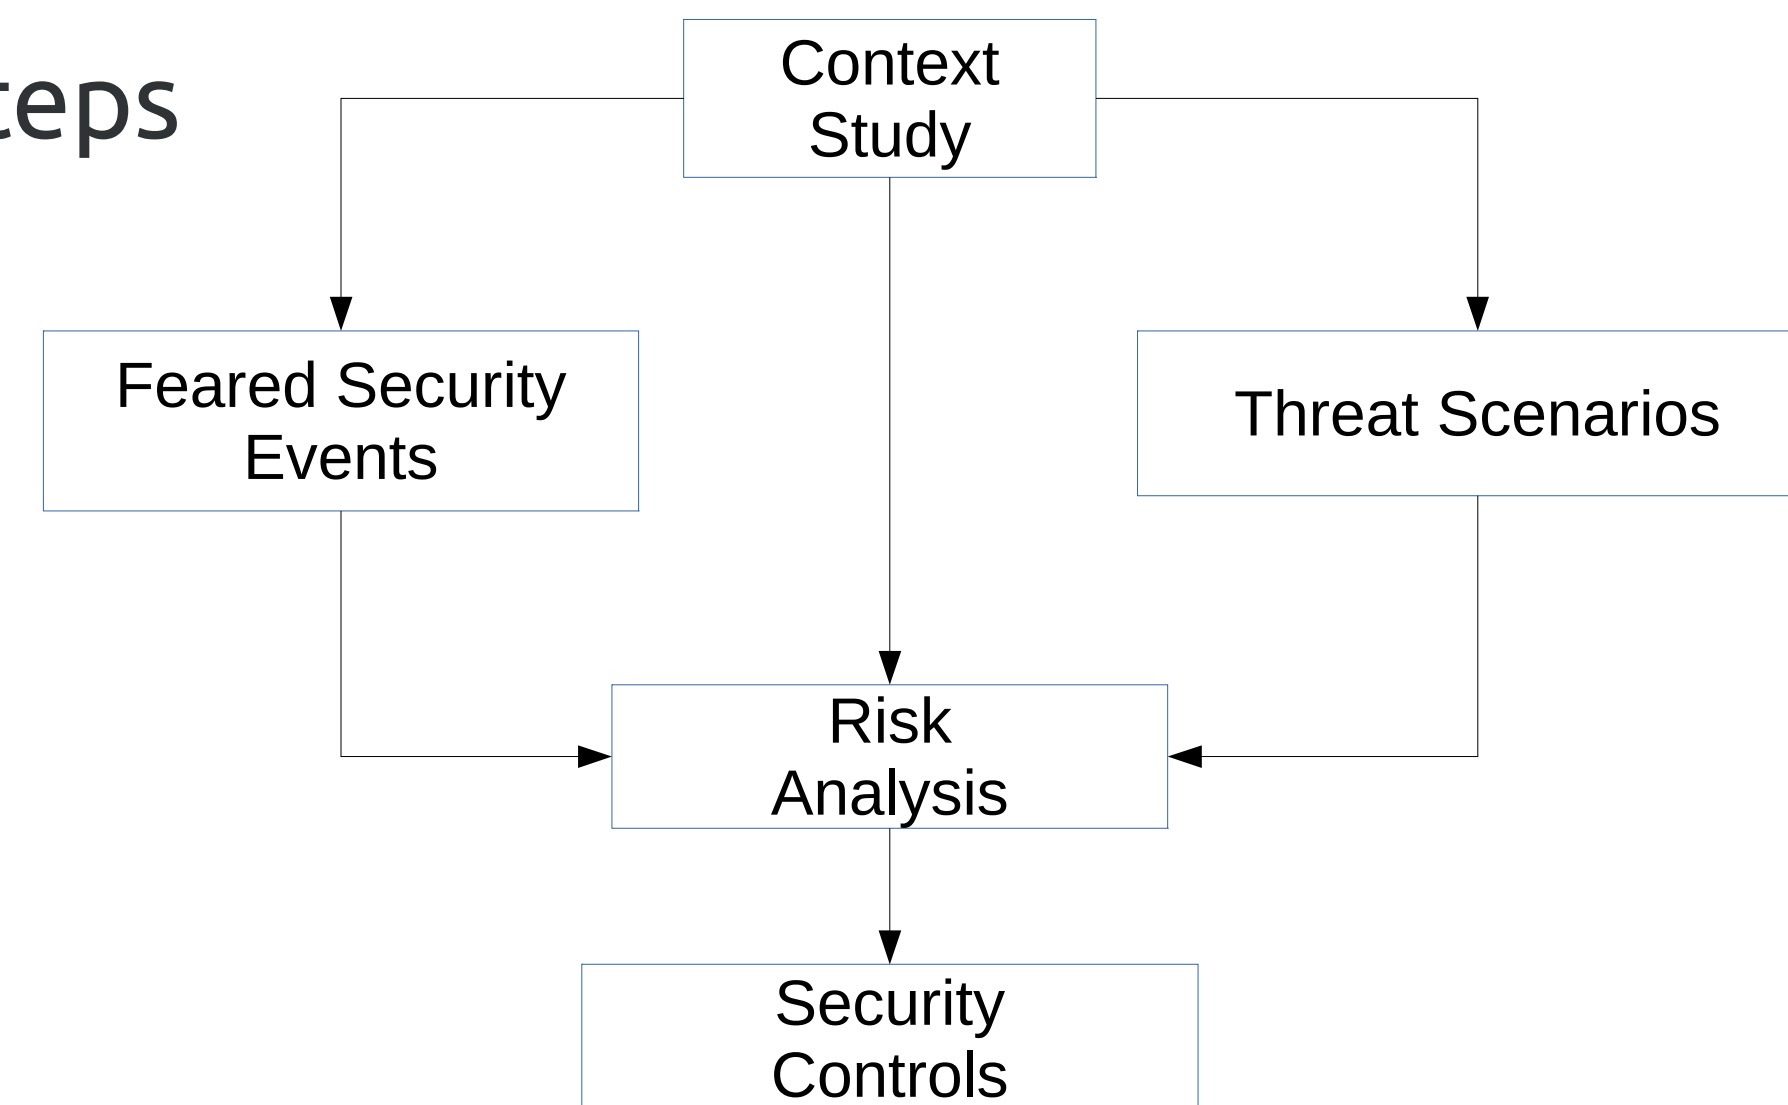 teps
Context
Study
Feared Security
Events
Threat Scenarios
Risk
Analysis
Security
Controls